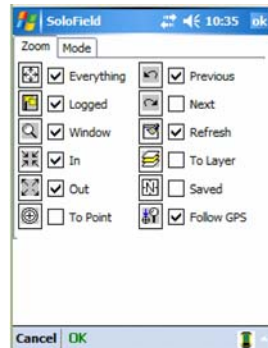 SoloField 10:35 ok
Zoom Mode
Everything Previous
Logged Next
Window Refresh
In To Layer
Out Saved
To Point Follow GPS
Cancel OK